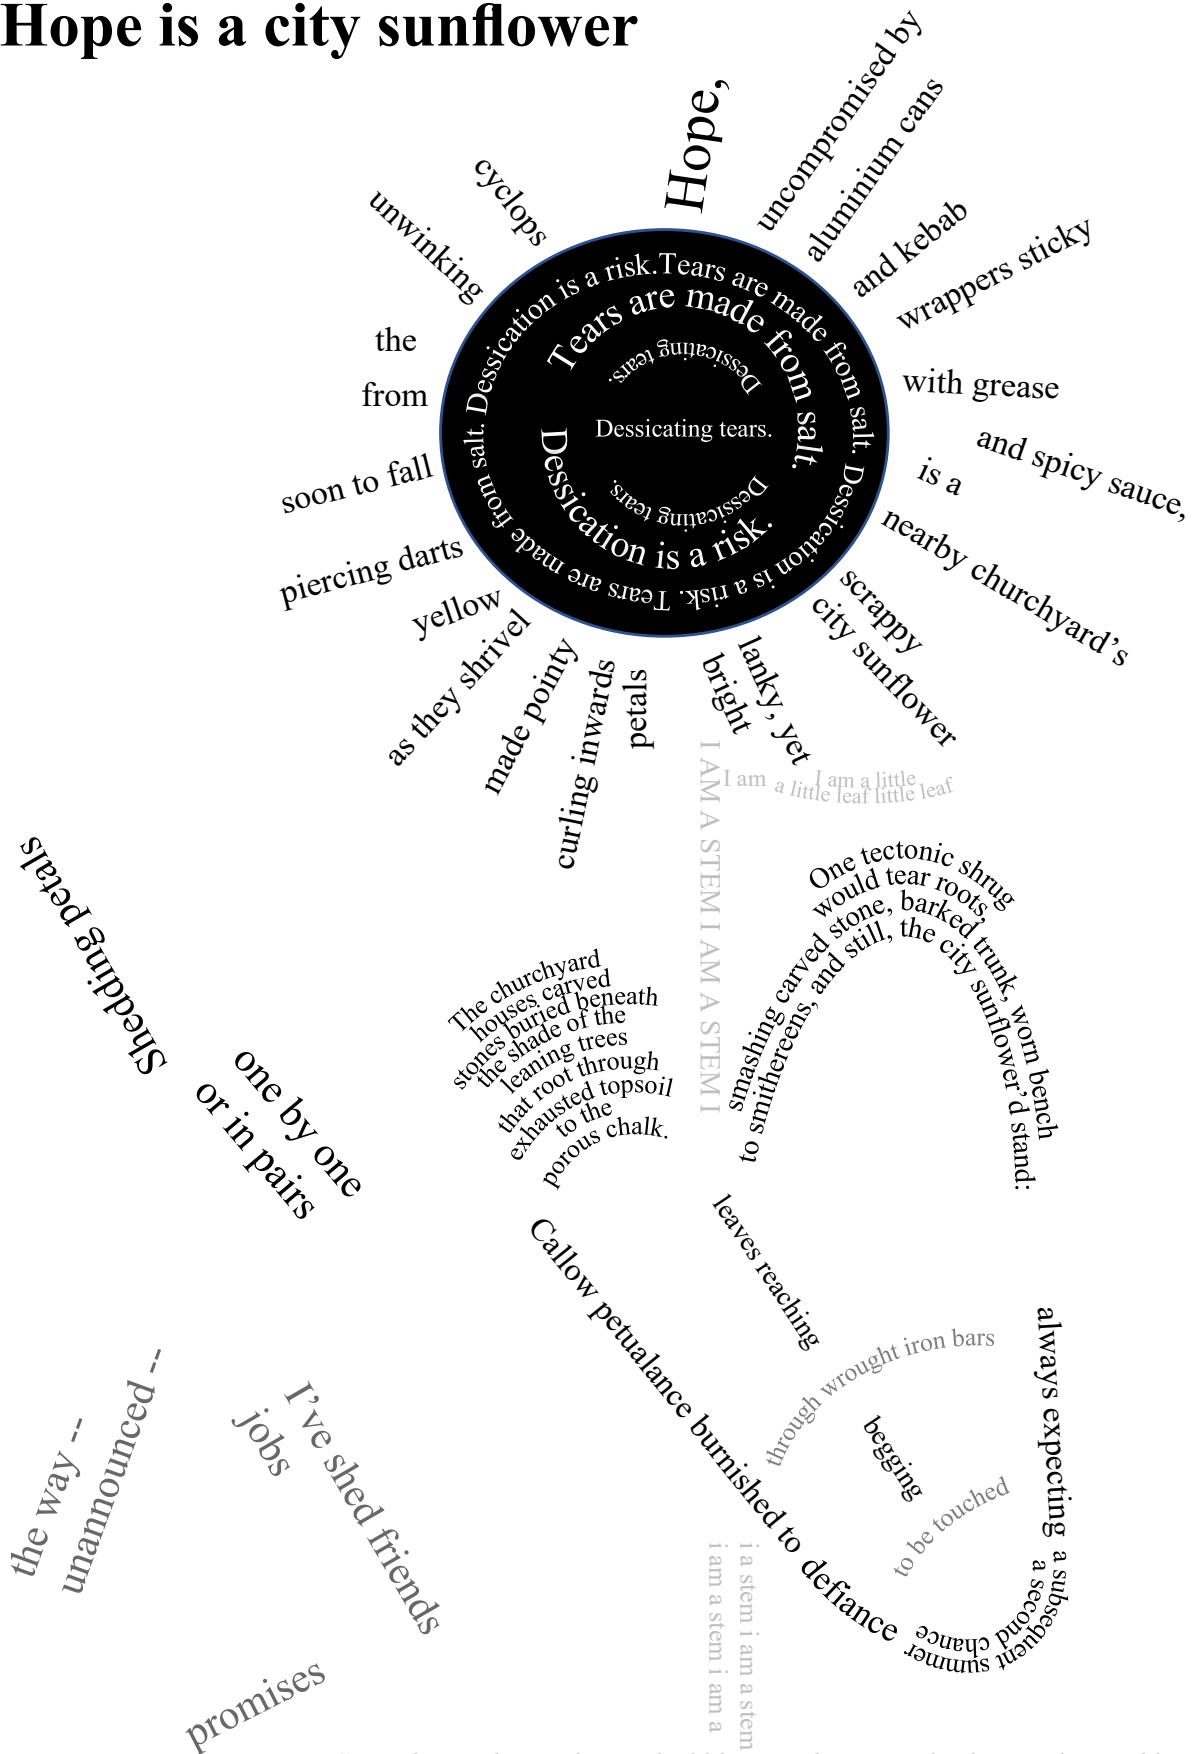 Hope is a city sunflower
Hope,
uncompromised by
aluminium cans
and kebab
wrappers sticky
with grease
and spicy sauce,
is a
nearby churchyard’s
scrappy
city sunflower
lanky, yet
bright
petals
curling inwards
made pointy
as they shrivel
yellow
piercing darts
soon to fall
from
the
unwinking
cyclops
Tears are made from salt. Dessication is a risk. Tears are made from salt. Dessication is a risk.
Tears are made from salt.
Dessication is a risk.
Dessicating tears.
Dessicating tears.
Dessicating tears.
I AM A STEM I AM A STEM I
I am
a little leaf little leaf
I am a little
One tectonic shrug
would tear roots,
smashing carved stone, barked trunk, worn bench
to smithereens, and still, the city sunflower’d stand:
The churchyard
houses carved
stones buried beneath
the shade of the
leaning trees
that root through
exhausted topsoil
to the
porous chalk.
Shedding petals
one by one
or in pairs
Callow petualance burnished to defiance
leaves reaching
through wrought iron bars
begging
to be touched
always expecting
a subsequent summer
a second chance
the way --
unannounced --
I’ve shed friends
jobs
promises
i a stem i am a stem
i am a stem i am a